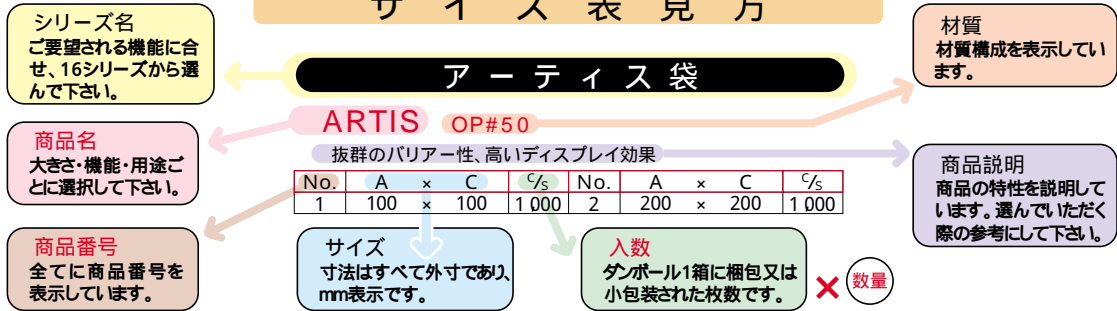 サイズ表見方
シリーズ名
ご要望される機能に合
せ、16シリーズから選
んで下さい。
材質
材質構成を表示してい
ます。
アーティス袋
ARTIS OP#50
抜群のバリアー性、高いディスプレイ効果
商品名
大きさ・機能・用途ご
とに選択して下さい。
商品説明
商品の特性を説明して
います。選んでいただく
際の参考にして下さい。
No. A × C C/S No. A × C C/S
1 100 × 100 1,000 2 200 × 200 1,000
商品番号
全てに商品番号を
表示しています。
サイズ
寸法はすべて外寸であり、
mm表示です。
入数
ダンボール1箱に梱包又は
小包装された枚数です。
× 数量